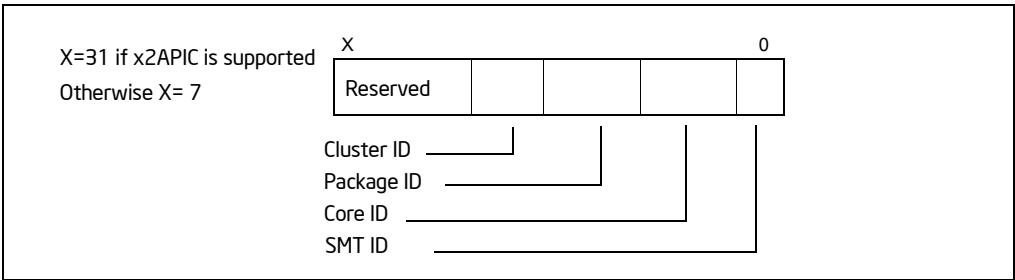 X=31 if x2APIC is supported
Otherwise X= 7
X 0
Reserved
Cluster ID
Package ID
Core ID
SMT ID